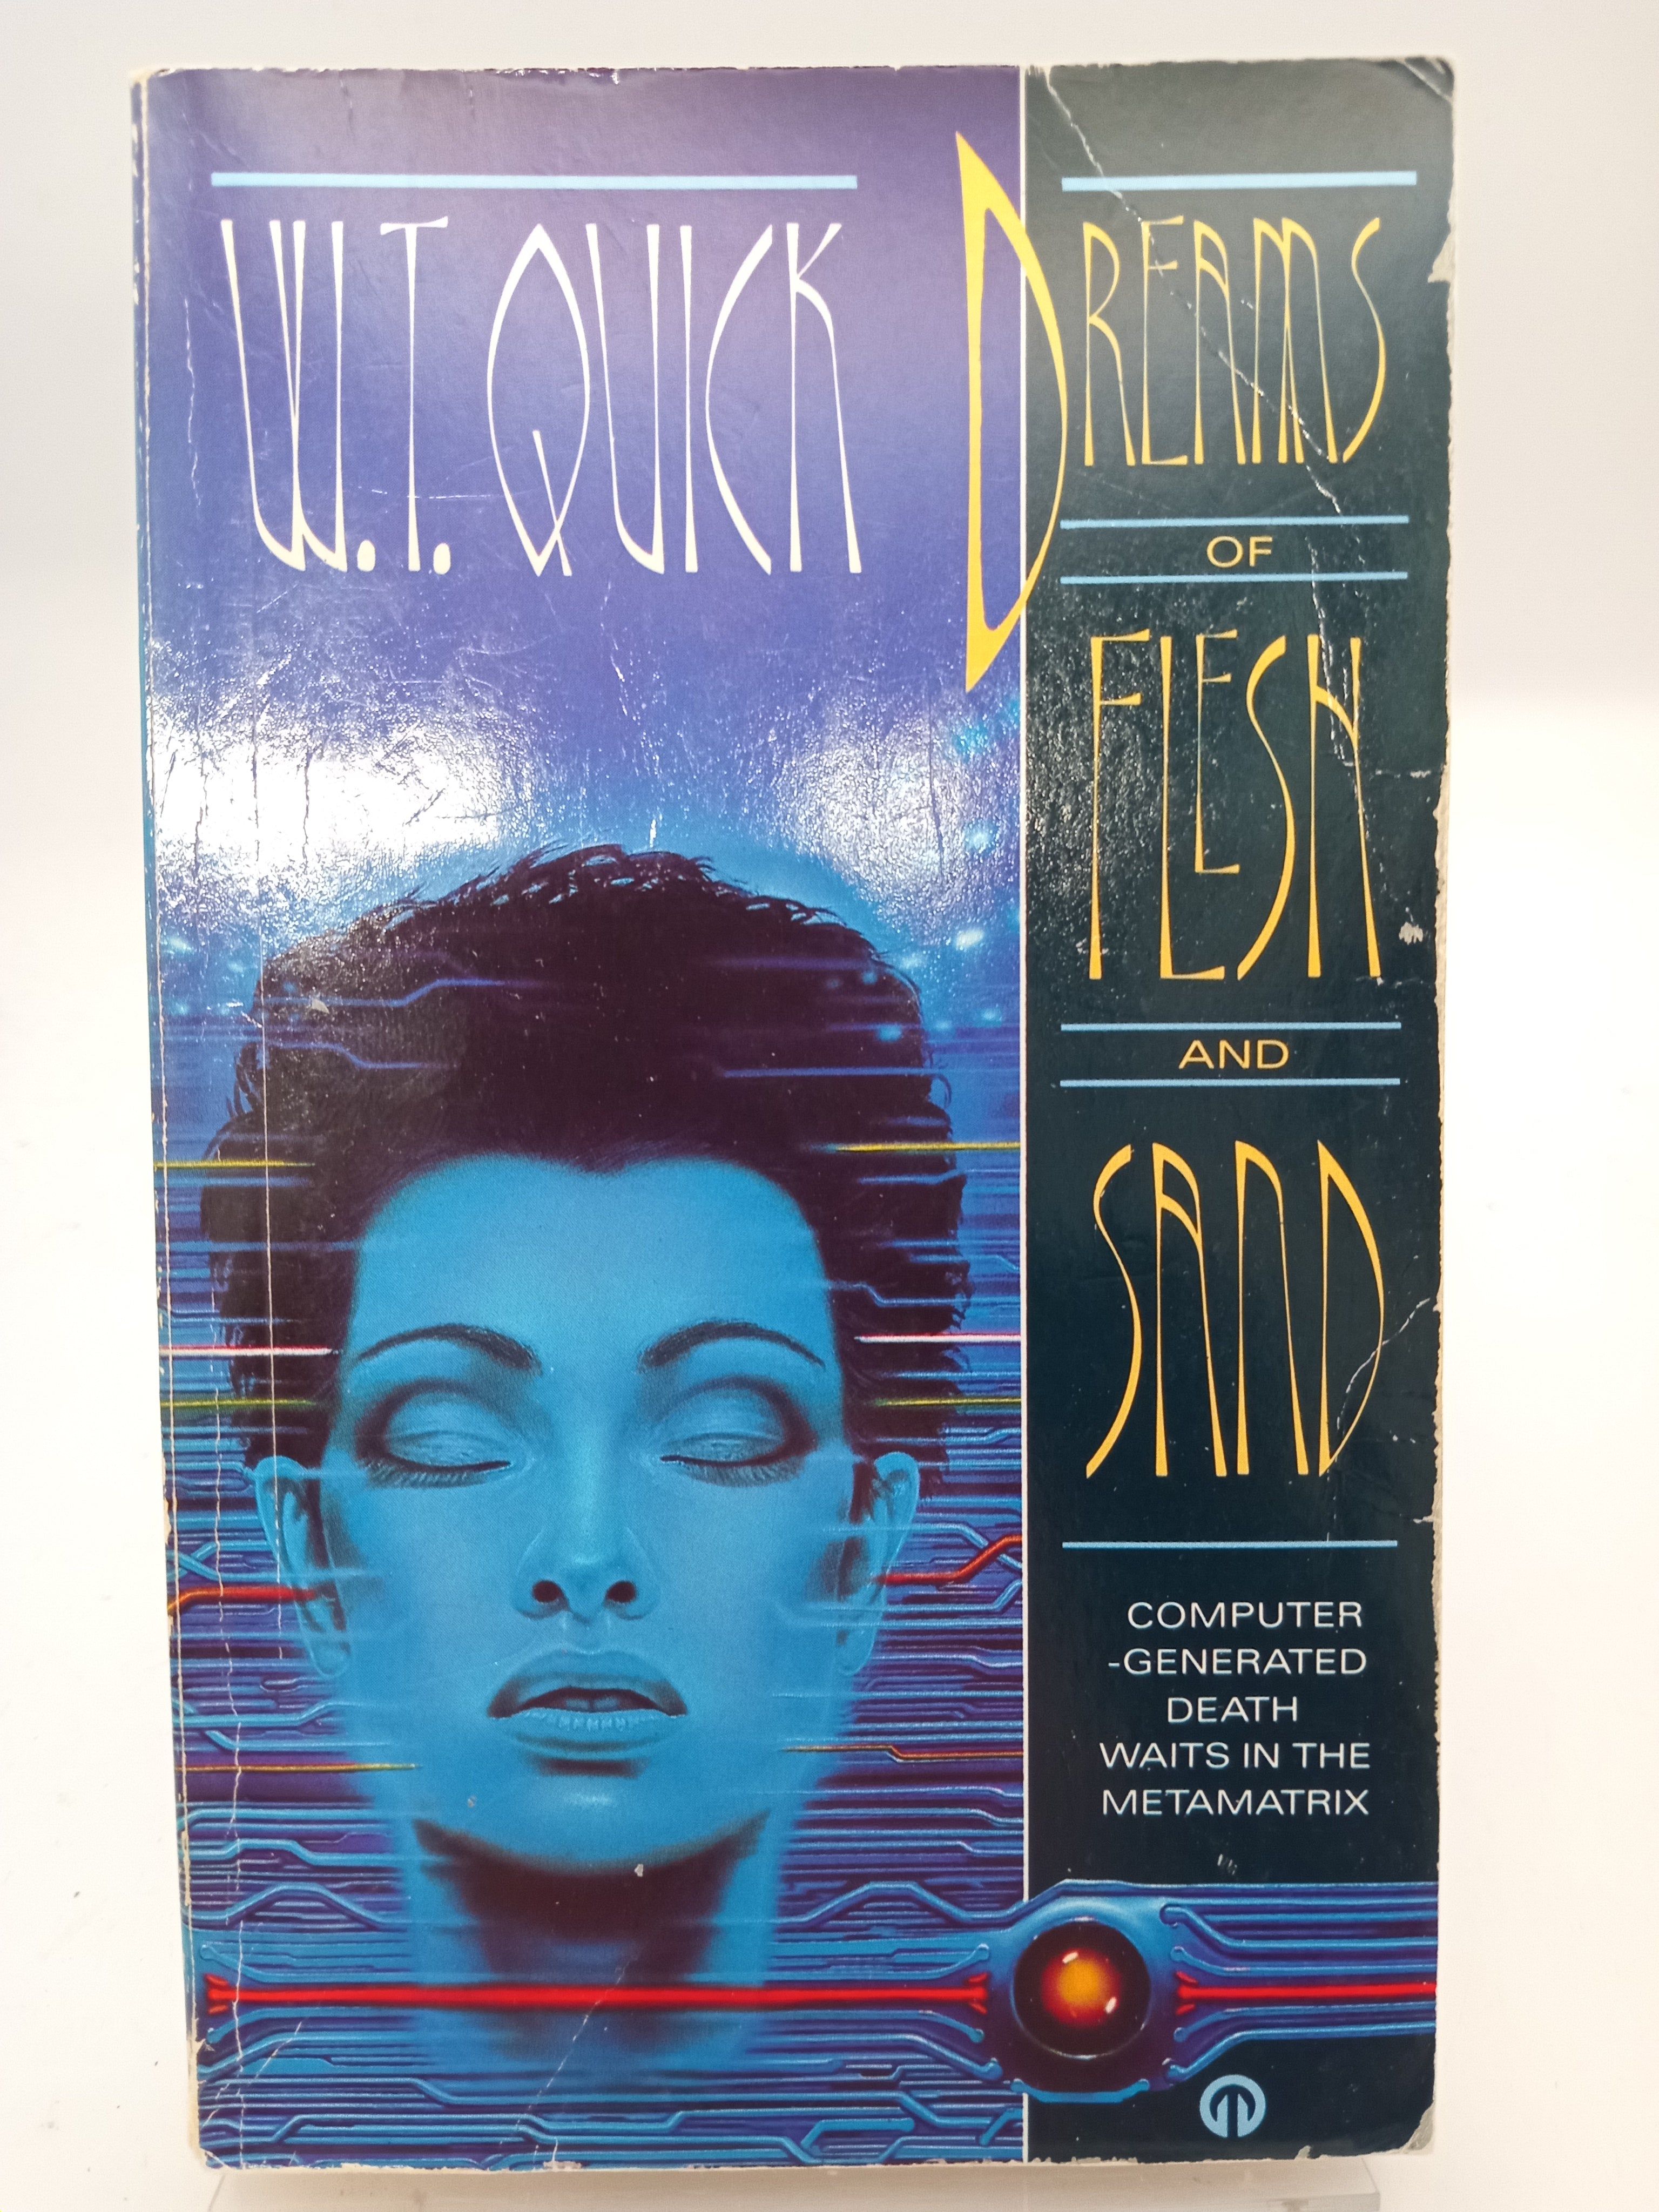 W.T. QUICK
DREAMS
OF
FLESH
AND
SAND
COMPUTER
-GENERATED
DEATH
WAITS IN THE
METAMATRIX